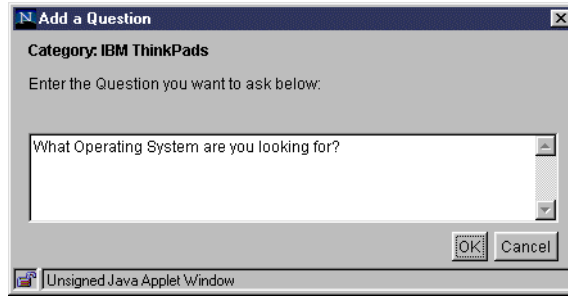 N Add a Question
Category: IBM ThinkPads
Enter the Question you want to ask below:
What Operating System are you looking for?
OK Cancel
Unsigned Java Applet Window